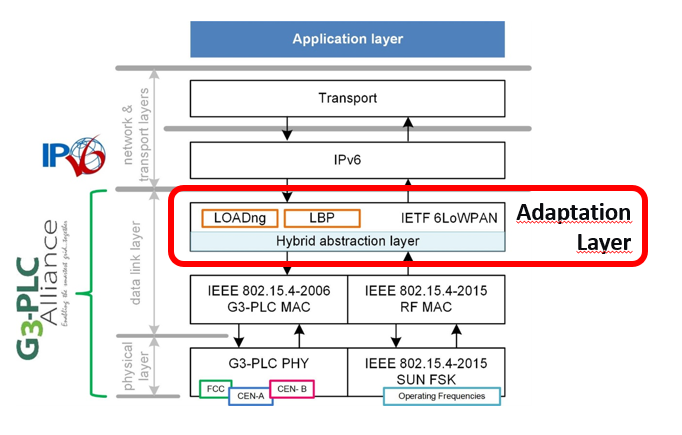 Application layer
network &
transport layers
Transport
IPv6
IPv6
data link layer
LOADng
LBP
IETF 6LoWPAN
Adaptation
Layer
Hybrid abstraction layer
G3-PLC
Alliance
Enabling the smartest grid...together
IEEE 802.15.4-2006
G3-PLC MAC
IEEE 802.15.4-2015
RF MAC
physical
layer
G3-PLC PHY
FCC
CEN-A
CEN- B
IEEE 802.15.4-2015
SUN FSK
Operating Frequencies